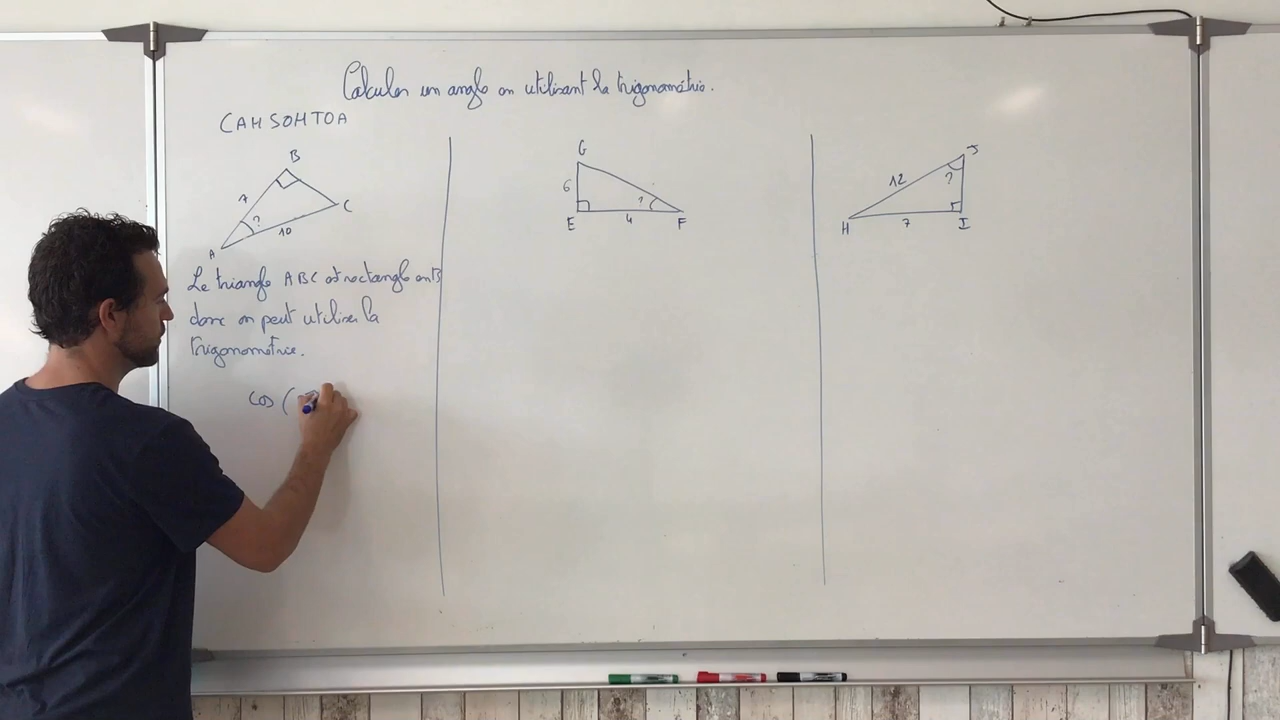 Calculer un angle en utilisant la trigonométrie.
CAHSOHTOA
B
7
?
C
10
A
Le triangle ABC est rectangle en B
donc on peut utiliser la
trigonométrie.
cos (
G
6
?
E
4
F
J
12
?
H
7
I